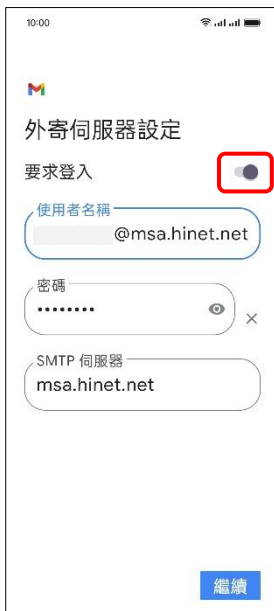 10:00
外寄伺服器設定
要求登入
使用者名稱
@msa.hinet.net
密碼
••••••••
SMTP 伺服器
msa.hinet.net
繼續